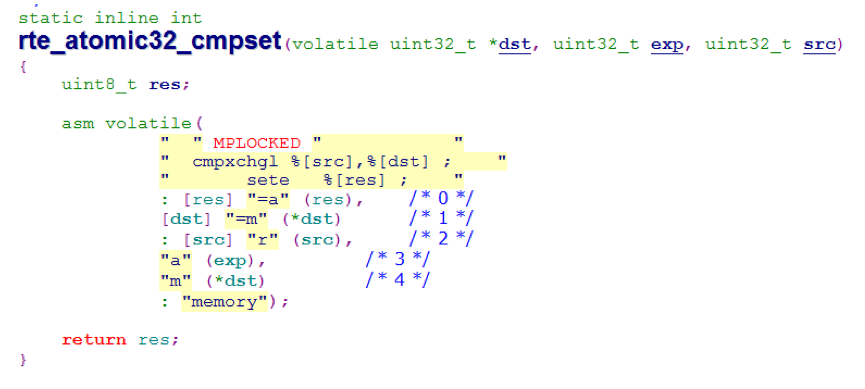 static inline int
rte_atomic32_cmpset(volatile uint32_t *dst, uint32_t exp, uint32_t src)
{
uint8_t res;
asm volatile(
" " MPLOCKED " "
" cmpxchgl %[src],%[dst] ; "
" sete %[res] ; "
: [res] "=a" (res), /* 0 */
[dst] "=m" (*dst) /* 1 */
: [src] "r" (src), /* 2 */
"a" (exp), /* 3 */
"m" (*dst) /* 4 */
: "memory");
return res;
}